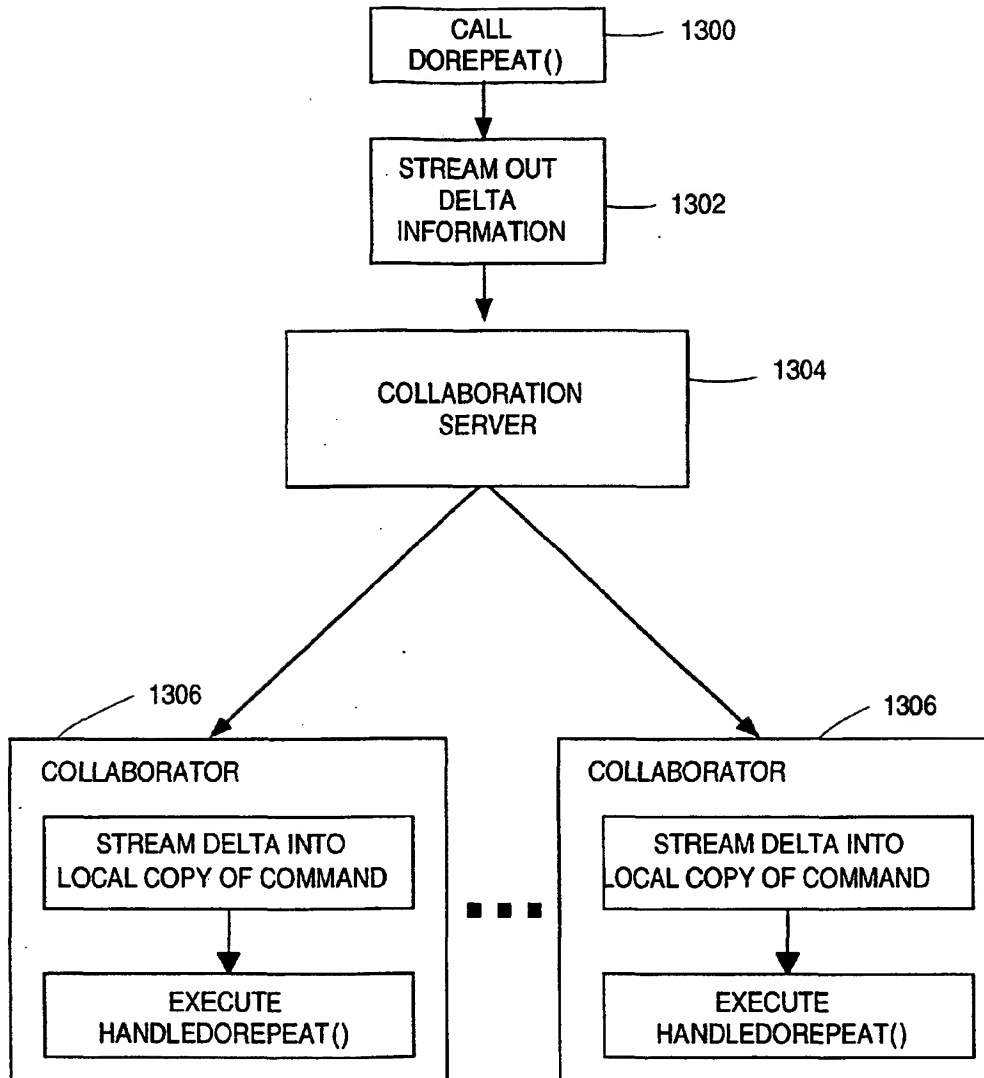 CALL
DOREPEAT()
1300
STREAM OUT
DELTA
INFORMATION
1302
COLLABORATION
SERVER
1304
1306
COLLABORATOR
STREAM DELTA INTO
LOCAL COPY OF COMMAND
EXECUTE
HANDLEDOREPEAT()
1306
COLLABORATOR
STREAM DELTA INTO
LOCAL COPY OF COMMAND
EXECUTE
HANDLEDOREPEAT()